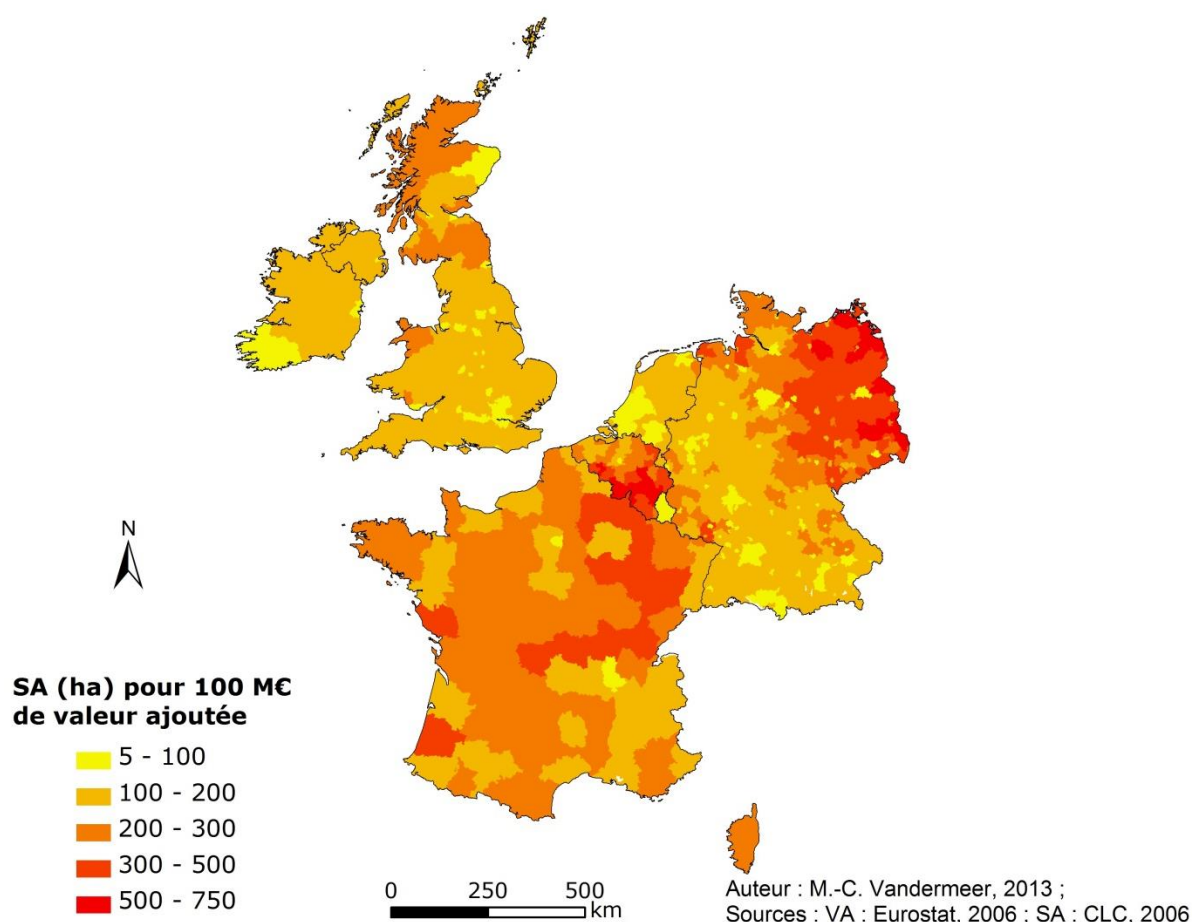 N
SA (ha) pour 100 M€
de valeur ajoutée
5 - 100
100 - 200
200 - 300
300 - 500
500 - 750
0 250 500
km
Auteur : M.-C. Vandermeer, 2013 ;
Sources : VA : Eurostat, 2006 ; SA : CLC, 2006